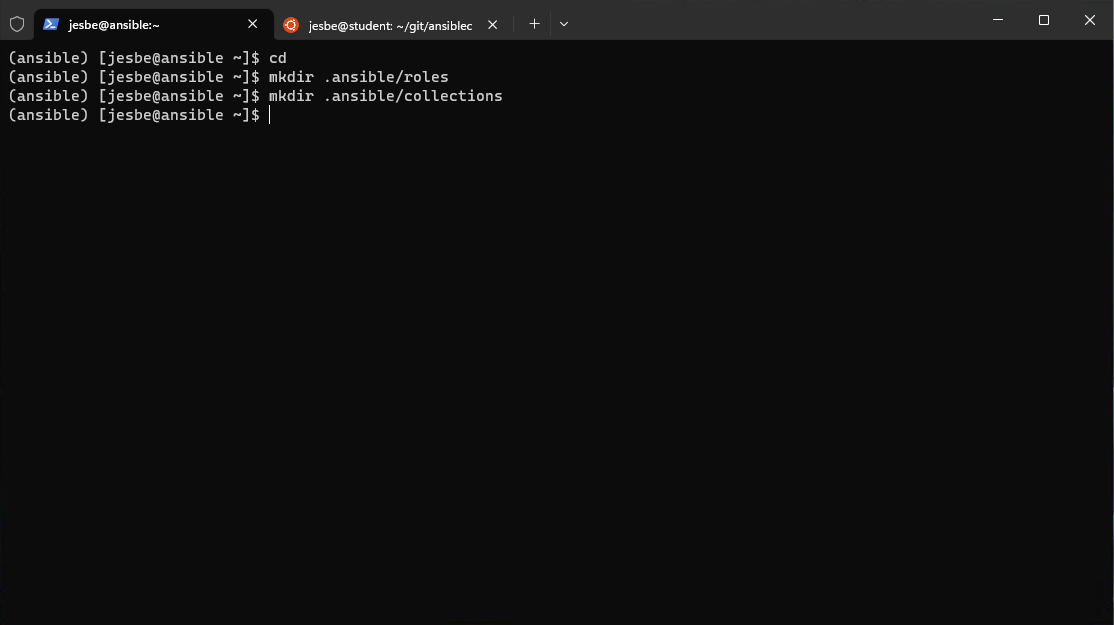 jesbe@ansible:~
jesbe@student: ~/git/ansiblec
(ansible) [jesbe@ansible ~]$ cd
(ansible) [jesbe@ansible ~]$ mkdir .ansible/roles
(ansible) [jesbe@ansible ~]$ mkdir .ansible/collections
(ansible) [jesbe@ansible ~]$